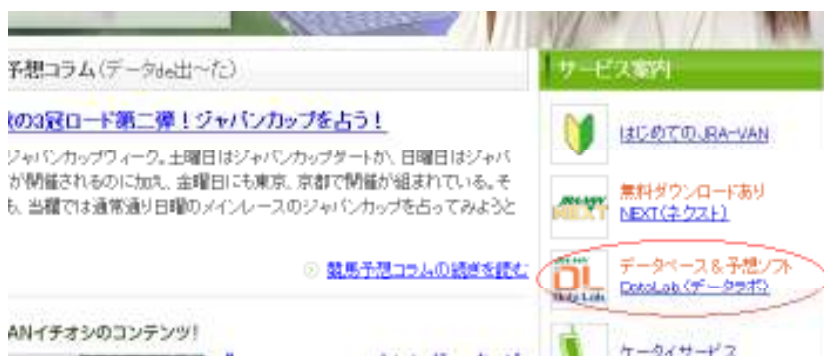 予想コラム(データde出～た)
の3冠ロード第二弾！ジャパンカップを占う！
ジャパンカップウィーク。土曜日はジャパンカップダートが、日曜日はジャパ
が開催されるのに加え、金曜日にも東京、京都で開催が組まれている。そ
も、当欄では通常通り日曜のメインレースのジャパンカップを占ってみようと
競馬予想コラムの続きを読む
ANイチオシのコンテンツ!
サービス案内
はじめてのJRA-VAN
無料ダウンロードあり
NEXT
NEXT(ネクスト)
データベース&予想ソフト
DL
Data Lab.
DataLab.(データラボ)
ケータイサービス